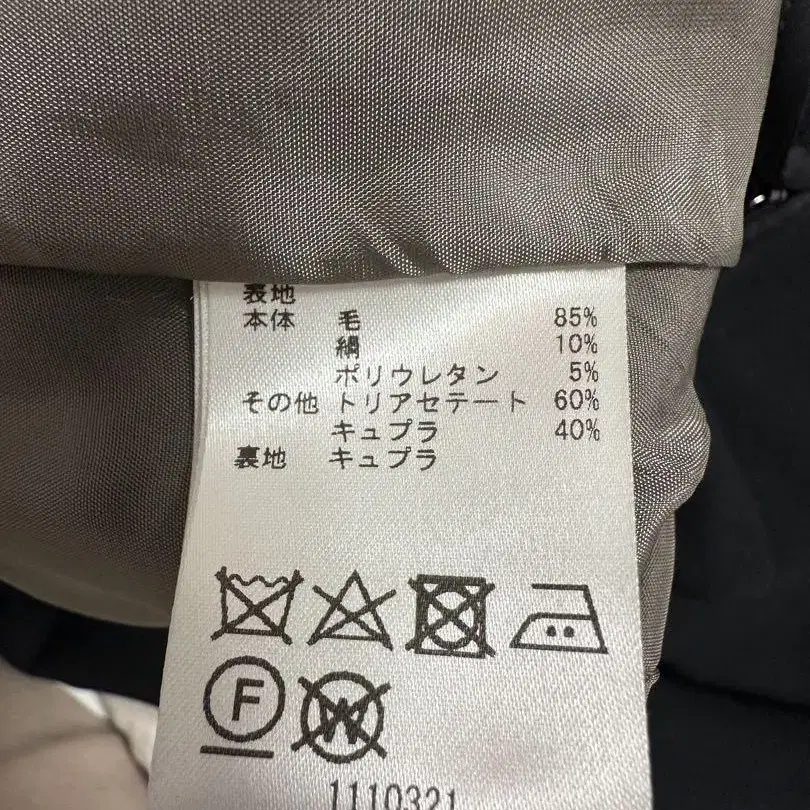 表地
本体 毛 85%
絹 10%
ポリウレタン 5%
その他 トリアセテート 60%
キュプラ 40%
裏地 キュプラ
F W
1110321